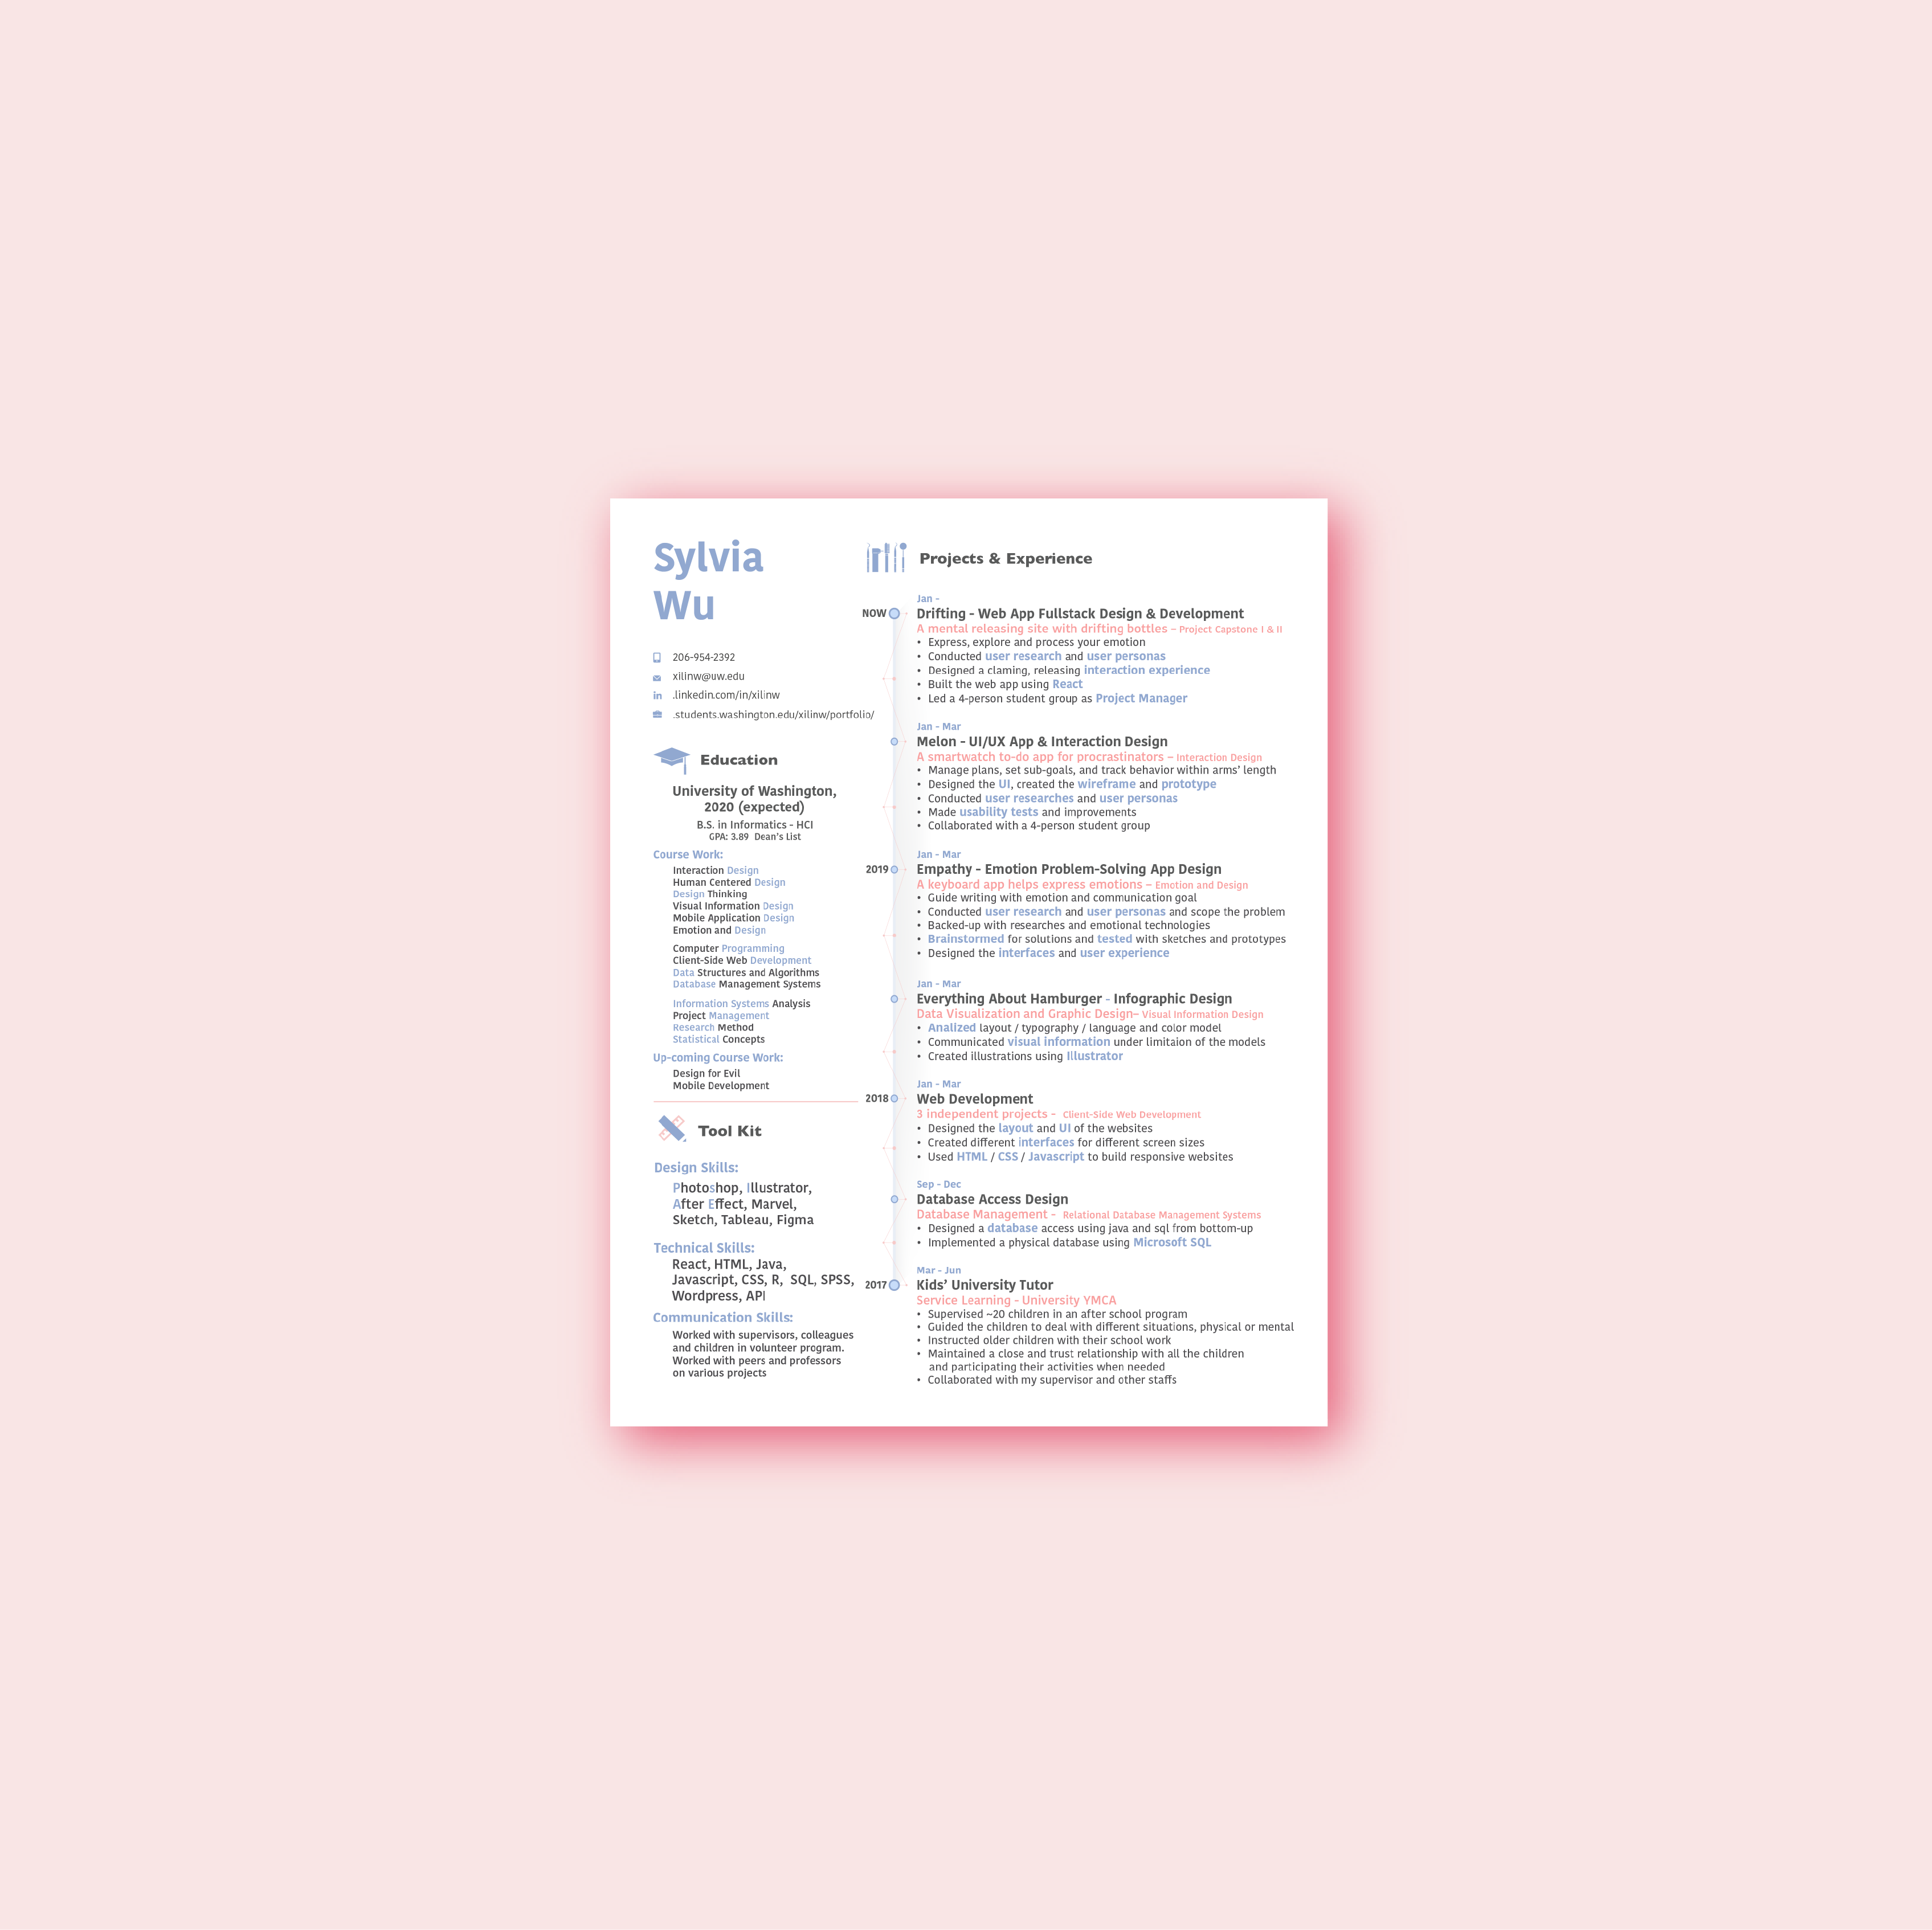 Sylvia
Wu
206-954-2392
xilinw@uw.edu
.linkedin.com/in/xilinw
.students.washington.edu/xilinw/portfolio/
Education
University of Washington,
2020 (expected)
B.S. in Informatics - HCI
GPA: 3.89 Dean's List
Course Work:
Interaction Design
Human Centered Design
Design Thinking
Visual Information Design
Mobile Application Design
Emotion and Design
Computer Programming
Client-Side Web Development
Data Structures and Algorithms
Database Management Systems
Information Systems Analysis
Project Management
Research Method
Statistical Concepts
Up-coming Course Work:
Design for Evil
Mobile Development
Tool Kit
Design Skills:
Photoshop, Illustrator,
After Effect, Marvel,
Sketch, Tableau, Figma
Technical Skills:
React, HTML, Java,
Javascript, CSS, R, SQL, SPSS,
Wordpress, API
Communication Skills:
Worked with supervisors, colleagues
and children in volunteer program.
Worked with peers and professors
on various projects
Projects & Experience
Jan -
NOW
Drifting - Web App Fullstack Design & Development
A mental releasing site with drifting bottles – Project Capstone I & II
• Express, explore and process your emotion
• Conducted user research and user personas
• Designed a claming, releasing interaction experience
• Built the web app using React
• Led a 4-person student group as Project Manager
Jan - Mar
Melon - UI/UX App & Interaction Design
A smartwatch to-do app for procrastinators – Interaction Design
• Manage plans, set sub-goals, and track behavior within arms' length
• Designed the UI, created the wireframe and prototype
• Conducted user researches and user personas
• Made usability tests and improvements
• Collaborated with a 4-person student group
Jan - Mar
2019
Empathy - Emotion Problem-Solving App Design
A keyboard app helps express emotions – Emotion and Design
• Guide writing with emotion and communication goal
• Conducted user research and user personas and scope the problem
• Backed-up with researches and emotional technologies
• Brainstormed for solutions and tested with sketches and prototypes
• Designed the interfaces and user experience
Jan - Mar
Everything About Hamburger - Infographic Design
Data Visualization and Graphic Design– Visual Information Design
• Analized layout / typography / language and color model
• Communicated visual information under limitaion of the models
• Created illustrations using Illustrator
Jan - Mar
2018
Web Development
3 independent projects - Client-Side Web Development
• Designed the layout and UI of the websites
• Created different interfaces for different screen sizes
• Used HTML / CSS / Javascript to build responsive websites
Sep - Dec
Database Access Design
Database Management - Relational Database Management Systems
• Designed a database access using java and sql from bottom-up
• Implemented a physical database using Microsoft SQL
Mar - Jun
2017
Kids' University Tutor
Service Learning - University YMCA
• Supervised ~20 children in an after school program
• Guided the children to deal with different situations, physical or mental
• Instructed older children with their school work
• Maintained a close and trust relationship with all the children
and participating their activities when needed
• Collaborated with my supervisor and other staffs